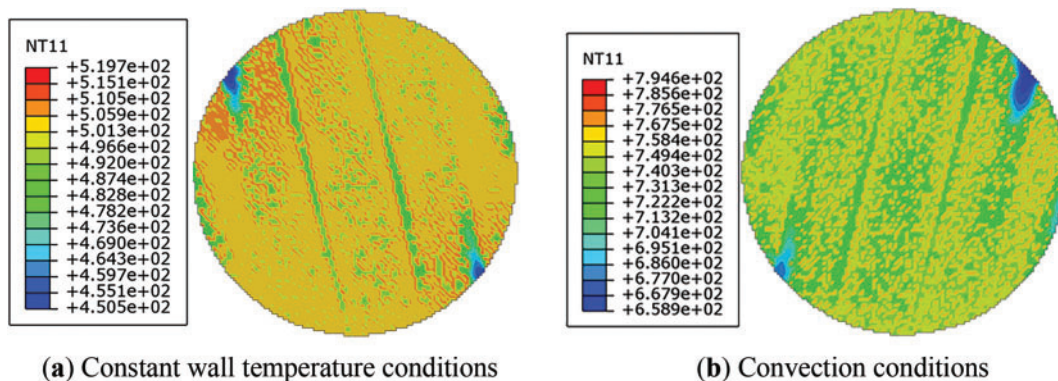 NT11
+5.197e+02
+5.151e+02
+5.105e+02
+5.059e+02
+5.013e+02
+4.966e+02
+4.920e+02
+4.874e+02
+4.828e+02
+4.782e+02
+4.736e+02
+4.690e+02
+4.643e+02
+4.597e+02
+4.551e+02
+4.505e+02
(a) Constant wall temperature conditions
NT11
+7.946e+02
+7.856e+02
+7.765e+02
+7.675e+02
+7.584e+02
+7.494e+02
+7.403e+02
+7.313e+02
+7.222e+02
+7.132e+02
+7.041e+02
+6.951e+02
+6.860e+02
+6.770e+02
+6.679e+02
+6.589e+02
(b) Convection conditions